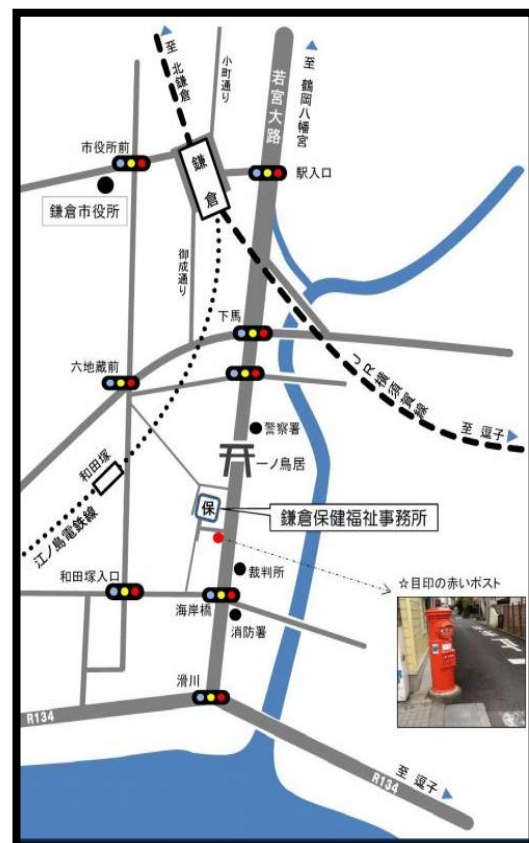 至 北鎌倉
小町通り
若宮大路
至 鶴岡八幡宮
市役所前
鎌倉
駅入口
鎌倉市役所
御成通り
下馬
六地蔵前
JR横須賀線
至 逗子
警察署
和田塚
一ノ鳥居
保
鎌倉保健福祉事務所
江ノ島電鉄線
裁判所
☆目印の赤いポスト
和田塚入口
海岸橋
消防署
滑川
R134
R134
至 逗子